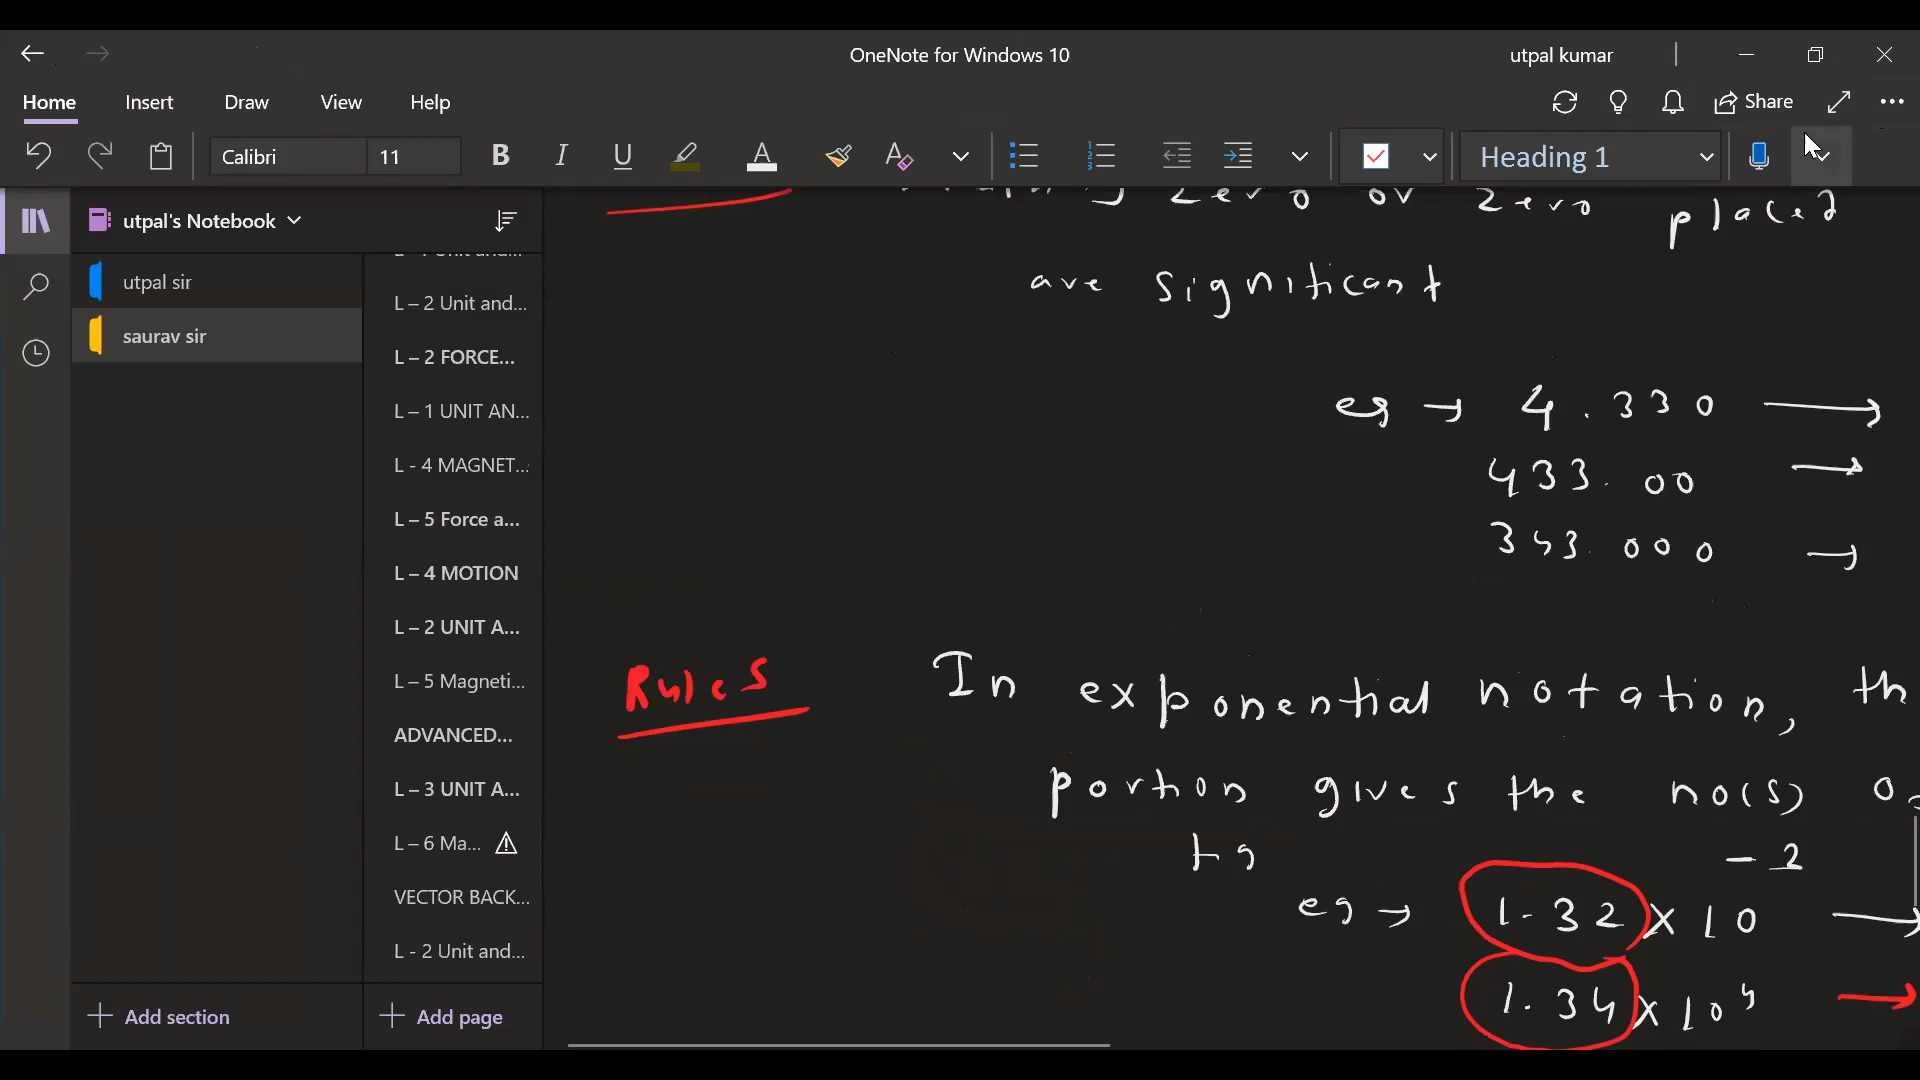 OneNote for Windows 10
utpal kumar
Home Insert Draw View Help
Share
Calibri 11 B I U A A Heading 1
utpal's Notebook
utpal sir
saurav sir
L – 2 Unit and...
L – 2 FORCE...
L – 1 UNIT AN...
L - 4 MAGNET...
L – 5 Force a...
L – 4 MOTION
L – 2 UNIT A...
L – 5 Magneti...
ADVANCED...
L – 3 UNIT A...
L – 6 Ma...
VECTOR BACK...
L - 2 Unit and...
Add section
Add page
zero or zero placed
are significant
eg → 4.330 →
433.00 →
343.000 →
Rules In exponential notation, th
portion gives the no(s) o
eg → 1.32 × 10 -2 →
1.34 × 10 4 →